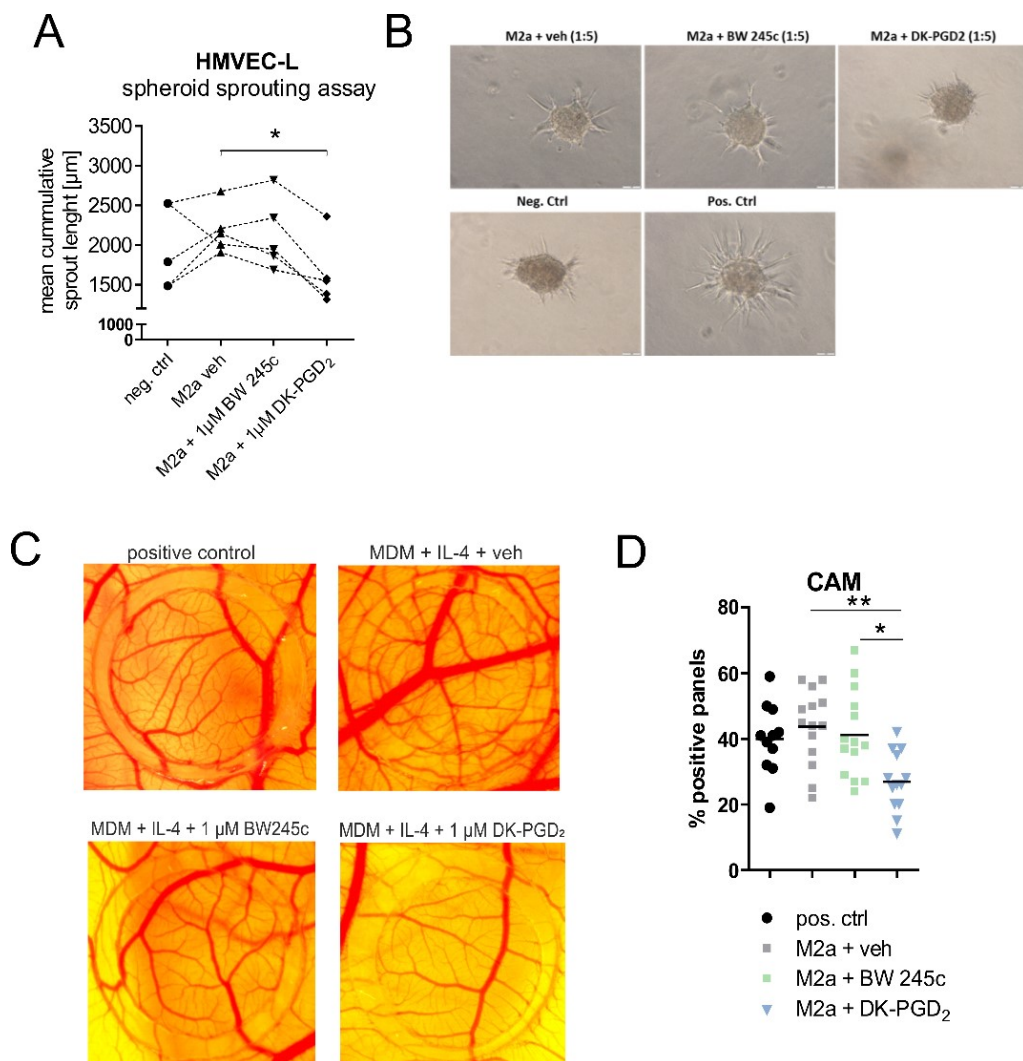 A
HMVEC-L
spheroid sprouting assay
mean cummulative
sprout lenght [µm]
3500
3000
2500
2000
1500
1000
0
*
neg. ctrl
M2a veh
M2a + 1µM BW 245c
M2a + 1µM DK-PGD₂
B
M2a + veh (1:5)
M2a + BW 245c (1:5)
M2a + DK-PGD2 (1:5)
Neg. Ctrl
Pos. Ctrl
C
positive control
MDM + IL-4 + veh
MDM + IL-4 + 1 µM BW245c
MDM + IL-4 + 1 µM DK-PGD₂
D
CAM
% positive panels
80
60
40
20
0
**
*
pos. ctrl
M2a + veh
M2a + BW 245c
M2a + DK-PGD₂